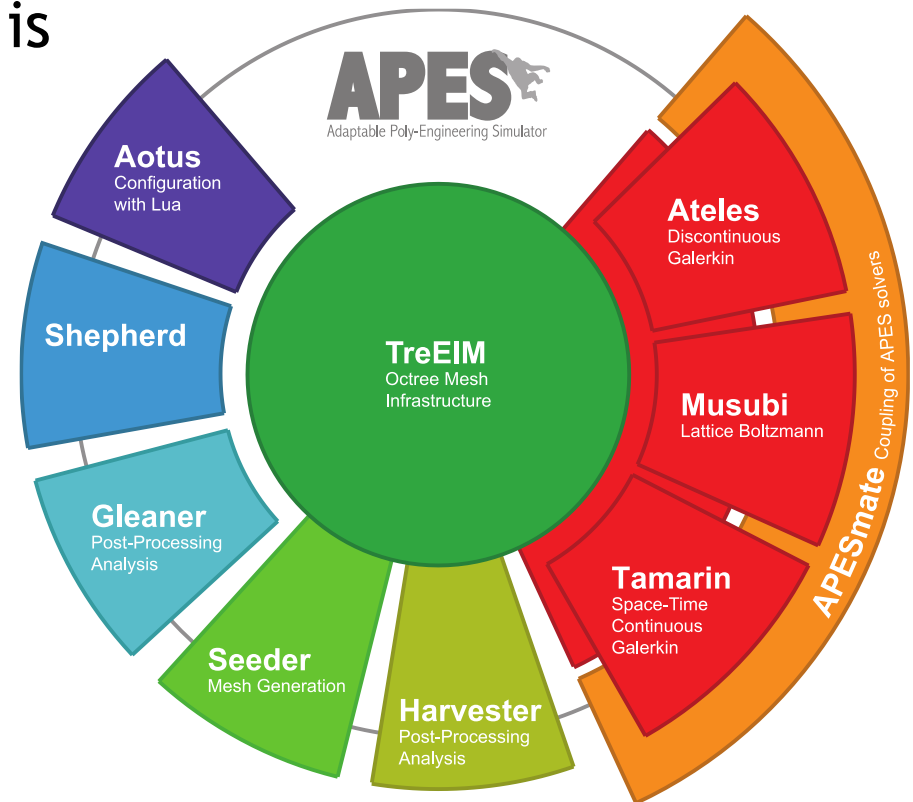 is
APES
Adaptable Poly-Engineering Simulator
Aotus
Configuration
with Lua
Shepherd
Gleaner
Post-Processing
Analysis
Seeder
Mesh Generation
Harvester
Post-Processing
Analysis
TreEIM
Octree Mesh
Infrastructure
Ateles
Discontinuous
Galerkin
Musubi
Lattice Boltzmann
Tamarin
Space-Time
Continuous
Galerkin
APESmate Coupling of APES solvers